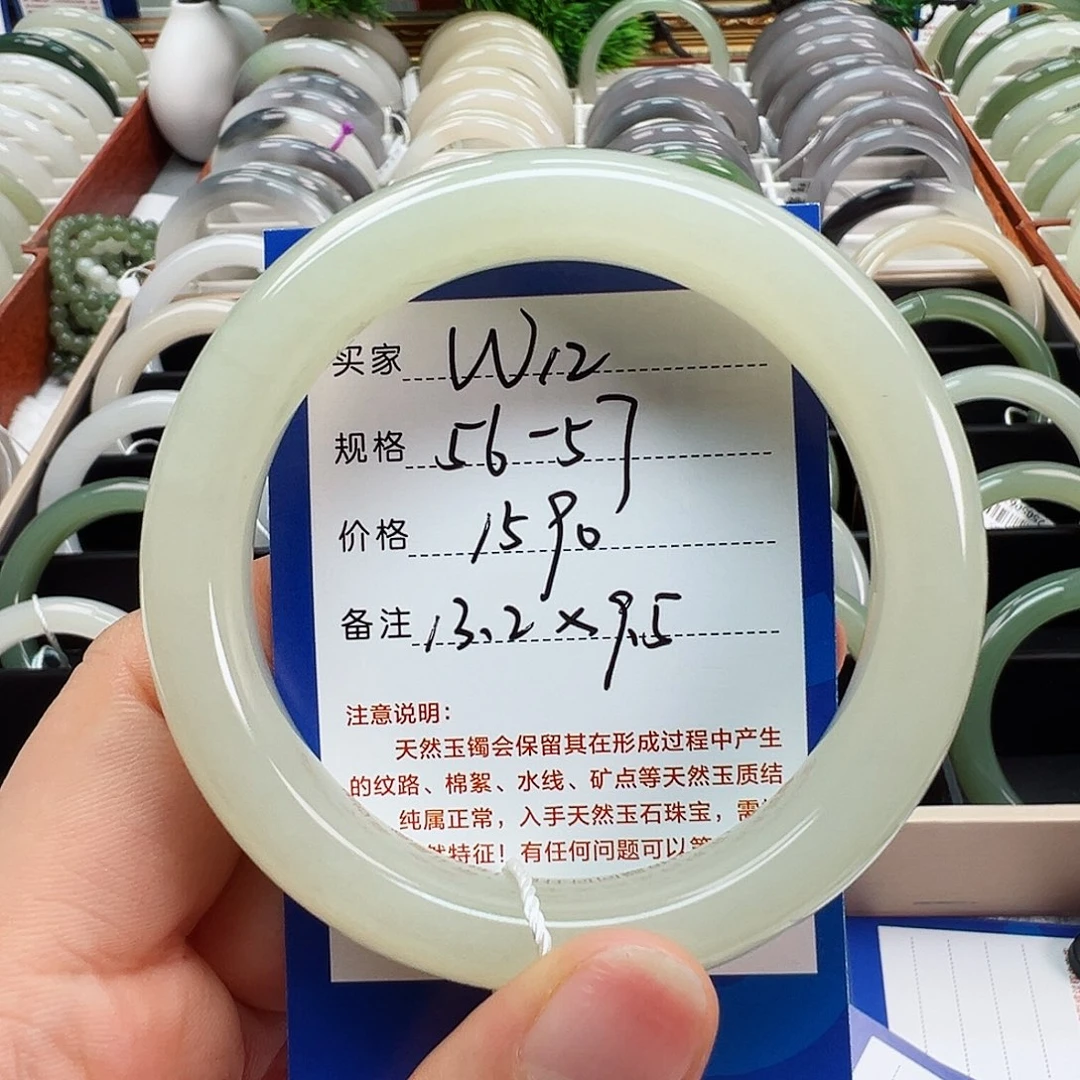 买家 W12
规格 56-57
价格 1590
备注 13.2×9.5
注意说明：
天然玉镯会保留其在形成过程中产生
的纹路、棉絮、水线、矿点等天然玉质结
纯属正常，入手天然玉石珠宝，需
然特征！有任何问题可以